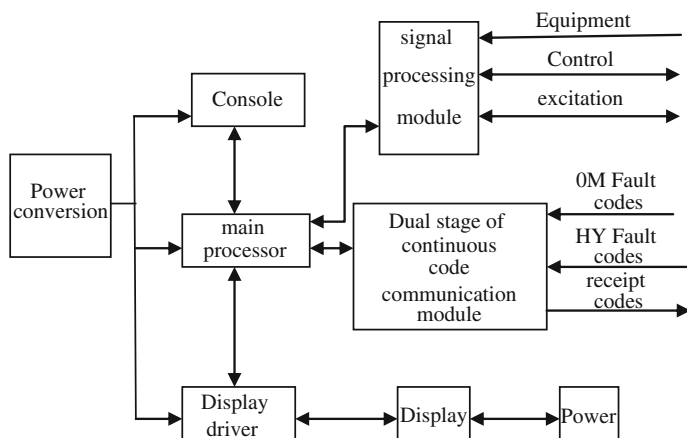 signal
processing
module
Equipment
Control
excitation
Console
Power
conversion
main
processor
Dual stage of
continuous
code
communication
module
0M Fault
codes
HY Fault
codes
receipt
codes
Display
driver
Display
Power